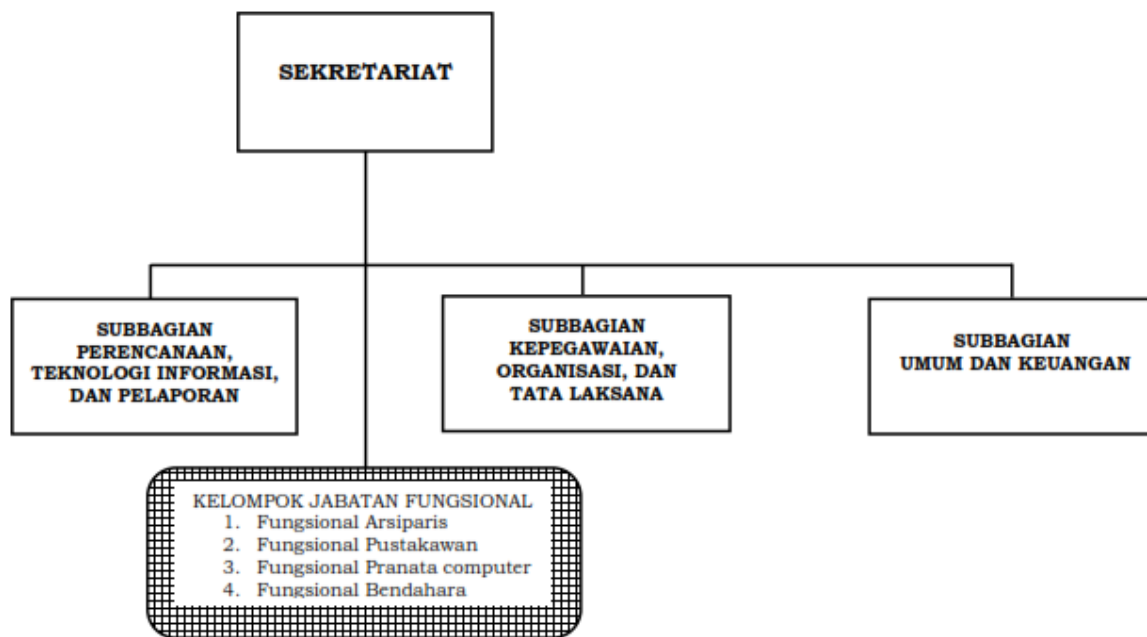 SEKRETARIAT
SUBBAGIAN
PERENCANAAN,
TEKNOLOGI INFORMASI,
DAN PELAPORAN
SUBBAGIAN
KEPEGAWAIAN,
ORGANISASI, DAN
TATA LAKSANA
SUBBAGIAN
UMUM DAN KEUANGAN
KELOMPOK JABATAN FUNGSIONAL
1. Fungsional Arsiparis
2. Fungsional Pustakawan
3. Fungsional Pranata computer
4. Fungsional Bendahara